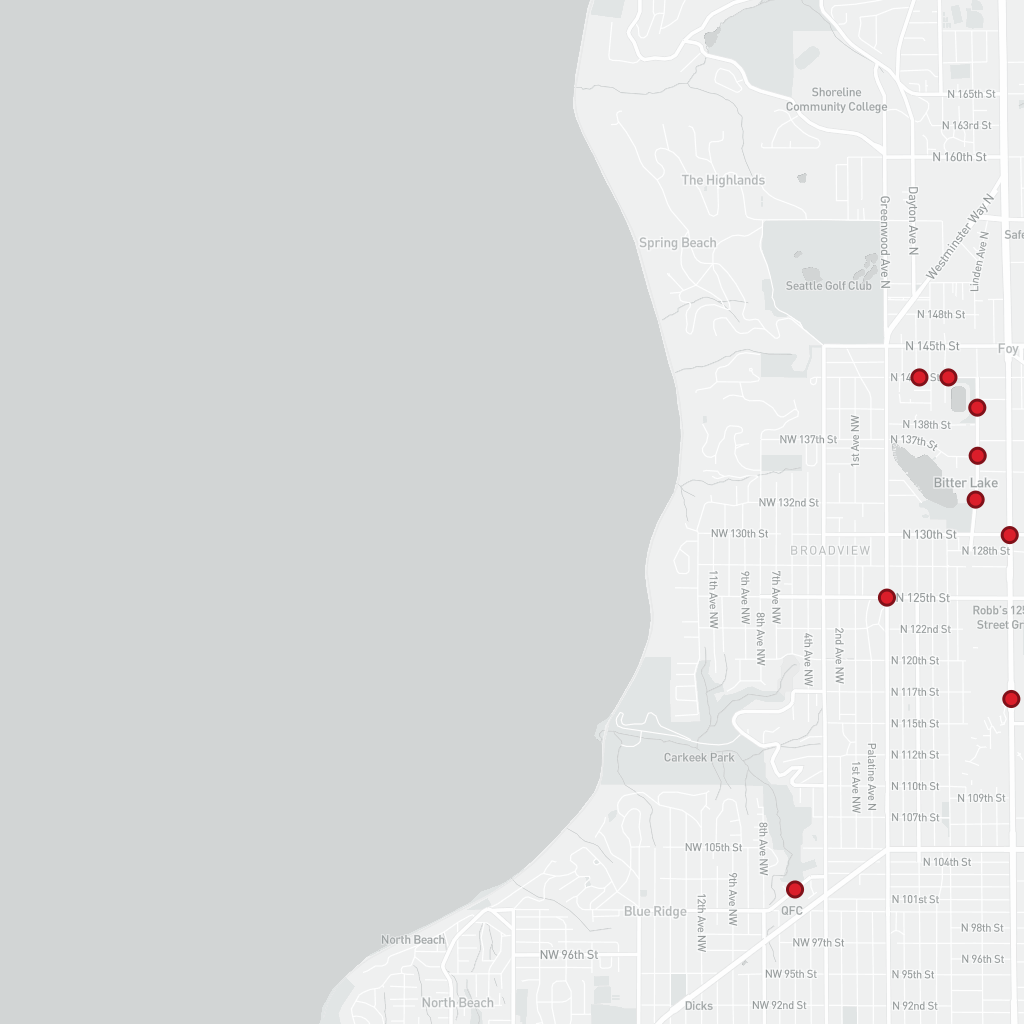 N 165th St
Shoreline
Community College
N 163rd St
N 160th St
The Highlands
Greenwood Ave N
Dayton Ave N
Westminster Way N
Linden Ave N
Safe
Spring Beach
Seattle Golf Club
N 148th St
N 145th St
Foy
N 138th St
N 137th St
NW 137th St
1st Ave NW
Bitter Lake
NW 132nd St
NW 130th St
N 130th St
BROADVIEW
N 128th St
11th Ave NW
9th Ave NW
7th Ave NW
8th Ave NW
4th Ave NW
2nd Ave NW
N 125th St
Robb's 125
Street Gr
N 122nd St
N 120th St
N 117th St
N 115th St
Carkeek Park
N 112th St
1st Ave NW
Palatine Ave N
N 110th St
N 109th St
N 107th St
NW 105th St
8th Ave NW
N 104th St
9th Ave NW
12th Ave NW
N 101st St
Blue Ridge
QFC
N 98th St
North Beach
NW 97th St
NW 96th St
N 96th St
NW 95th St
N 95th St
North Beach
Dicks
NW 92nd St
N 92nd St